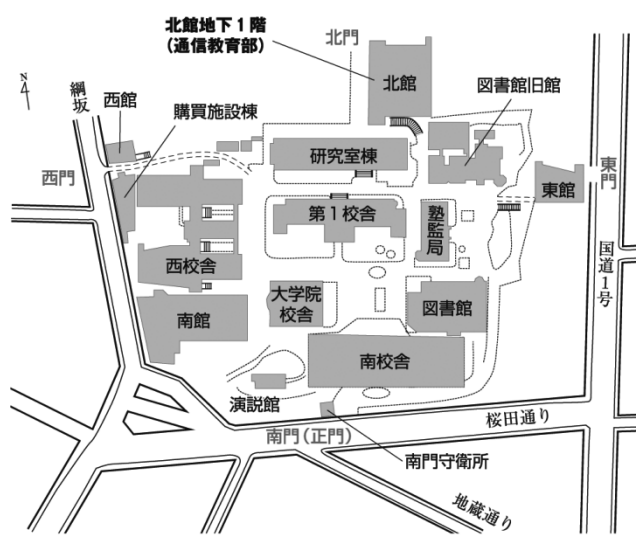 北館地下1階
(通信教育部)
北門
N
綱坂
西館
購買施設棟
北館
図書館旧館
研究室棟
西門
東門
東館
第1校舎
塾監局
国道1号
西校舎
大学院
校舎
図書館
南館
南校舎
演説館
桜田通り
南門(正門)
南門守衛所
地蔵通り